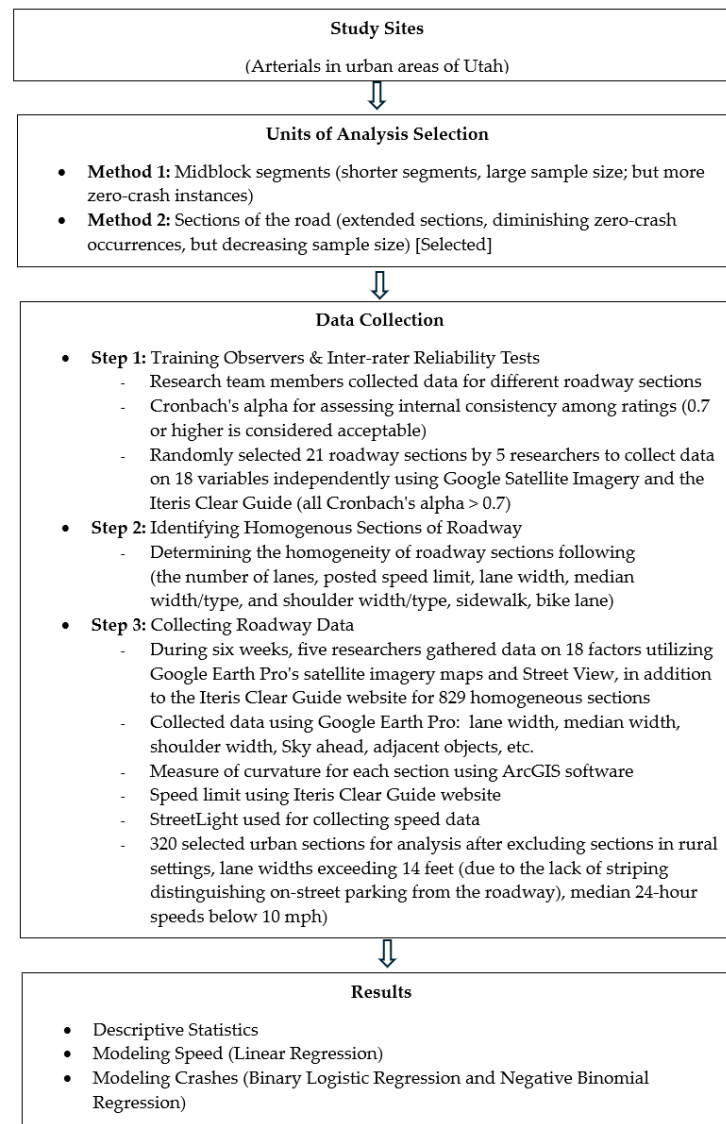 Study Sites
(Arterials in urban areas of Utah)
Units of Analysis Selection
• Method 1: Midblock segments (shorter segments, large sample size; but more
zero-crash instances)
• Method 2: Sections of the road (extended sections, diminishing zero-crash
occurrences, but decreasing sample size) [Selected]
Data Collection
• Step 1: Training Observers & Inter-rater Reliability Tests
- Research team members collected data for different roadway sections
- Cronbach's alpha for assessing internal consistency among ratings (0.7
or higher is considered acceptable)
- Randomly selected 21 roadway sections by 5 researchers to collect data
on 18 variables independently using Google Satellite Imagery and the
Iteris Clear Guide (all Cronbach's alpha > 0.7)
• Step 2: Identifying Homogenous Sections of Roadway
- Determining the homogeneity of roadway sections following
(the number of lanes, posted speed limit, lane width, median
width/type, and shoulder width/type, sidewalk, bike lane)
• Step 3: Collecting Roadway Data
- During six weeks, five researchers gathered data on 18 factors utilizing
Google Earth Pro's satellite imagery maps and Street View, in addition
to the Iteris Clear Guide website for 829 homogeneous sections
- Collected data using Google Earth Pro: lane width, median width,
shoulder width, Sky ahead, adjacent objects, etc.
- Measure of curvature for each section using ArcGIS software
- Speed limit using Iteris Clear Guide website
- StreetLight used for collecting speed data
- 320 selected urban sections for analysis after excluding sections in rural
settings, lane widths exceeding 14 feet (due to the lack of striping
distinguishing on-street parking from the roadway), median 24-hour
speeds below 10 mph)
Results
• Descriptive Statistics
• Modeling Speed (Linear Regression)
• Modeling Crashes (Binary Logistic Regression and Negative Binomial
Regression)